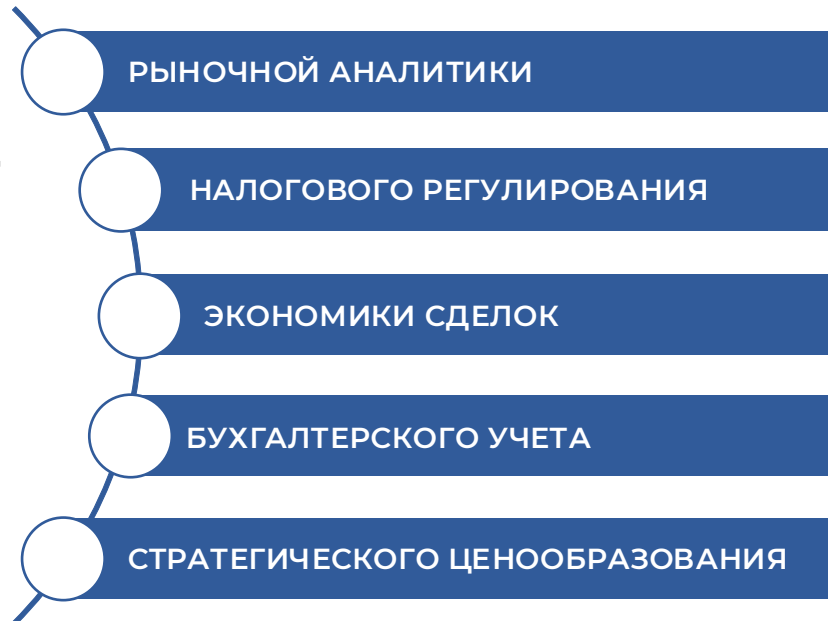 РЫНОЧНОЙ АНАЛИТИКИ
НАЛОГОВОГО РЕГУЛИРОВАНИЯ
ЭКОНОМИКИ СДЕЛОК
БУХГАЛТЕРСКОГО УЧЕТА
СТРАТЕГИЧЕСКОГО ЦЕНООБРАЗОВАНИЯ